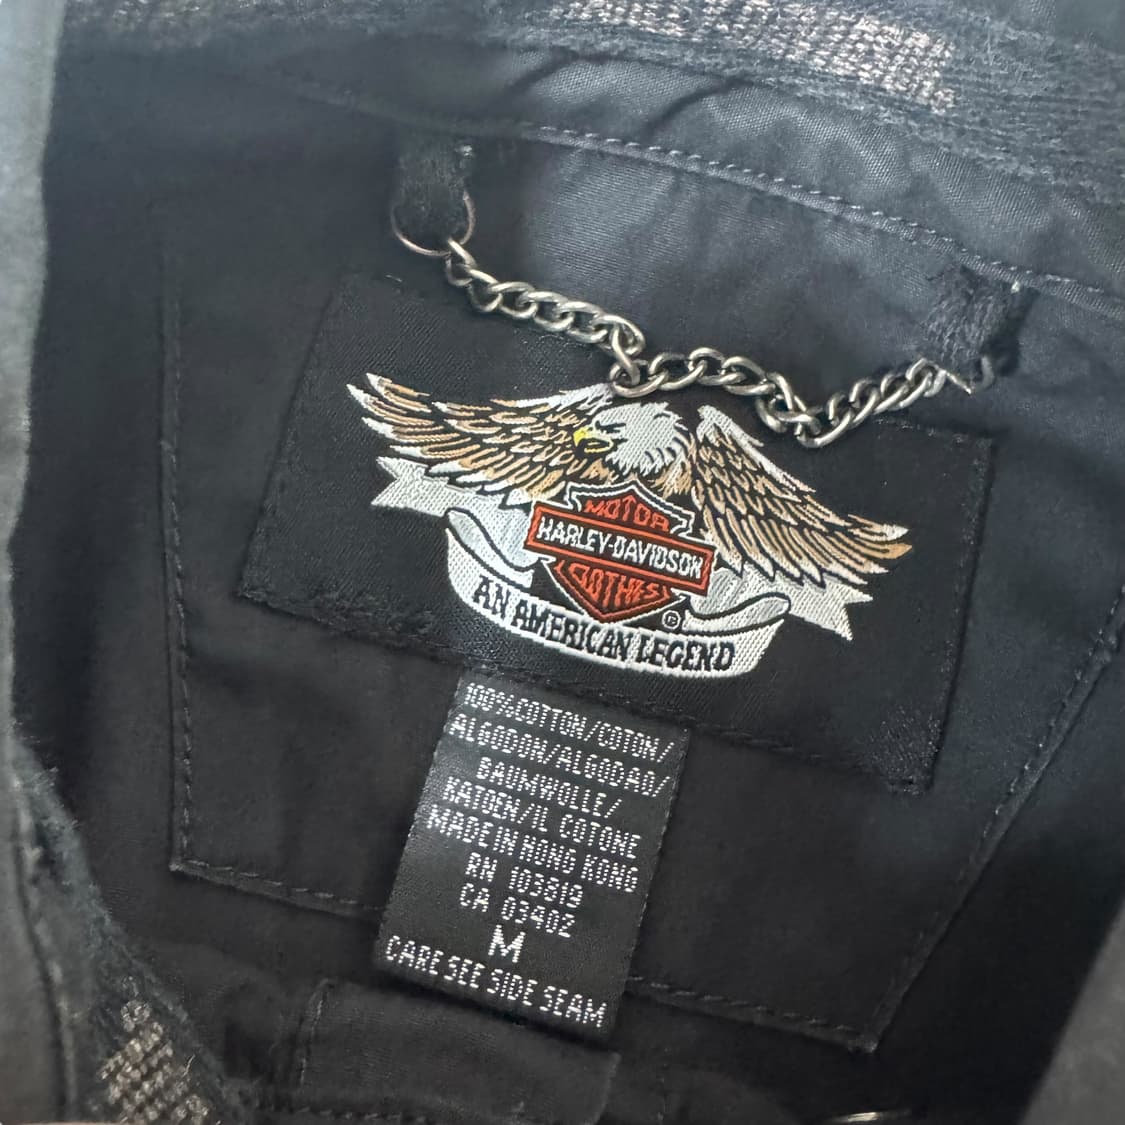 MOTOR
HARLEY-DAVIDSON
CLOTHES
®
AN AMERICAN LEGEND
100%COTTON/COTON/
ALGODON/ALGODAO/
BAUMWOLLE/
KATOEN/IL COTONE
MADE IN HONG KONG
RN 103819
CA 03402
M
CARE SEE SIDE SEAM